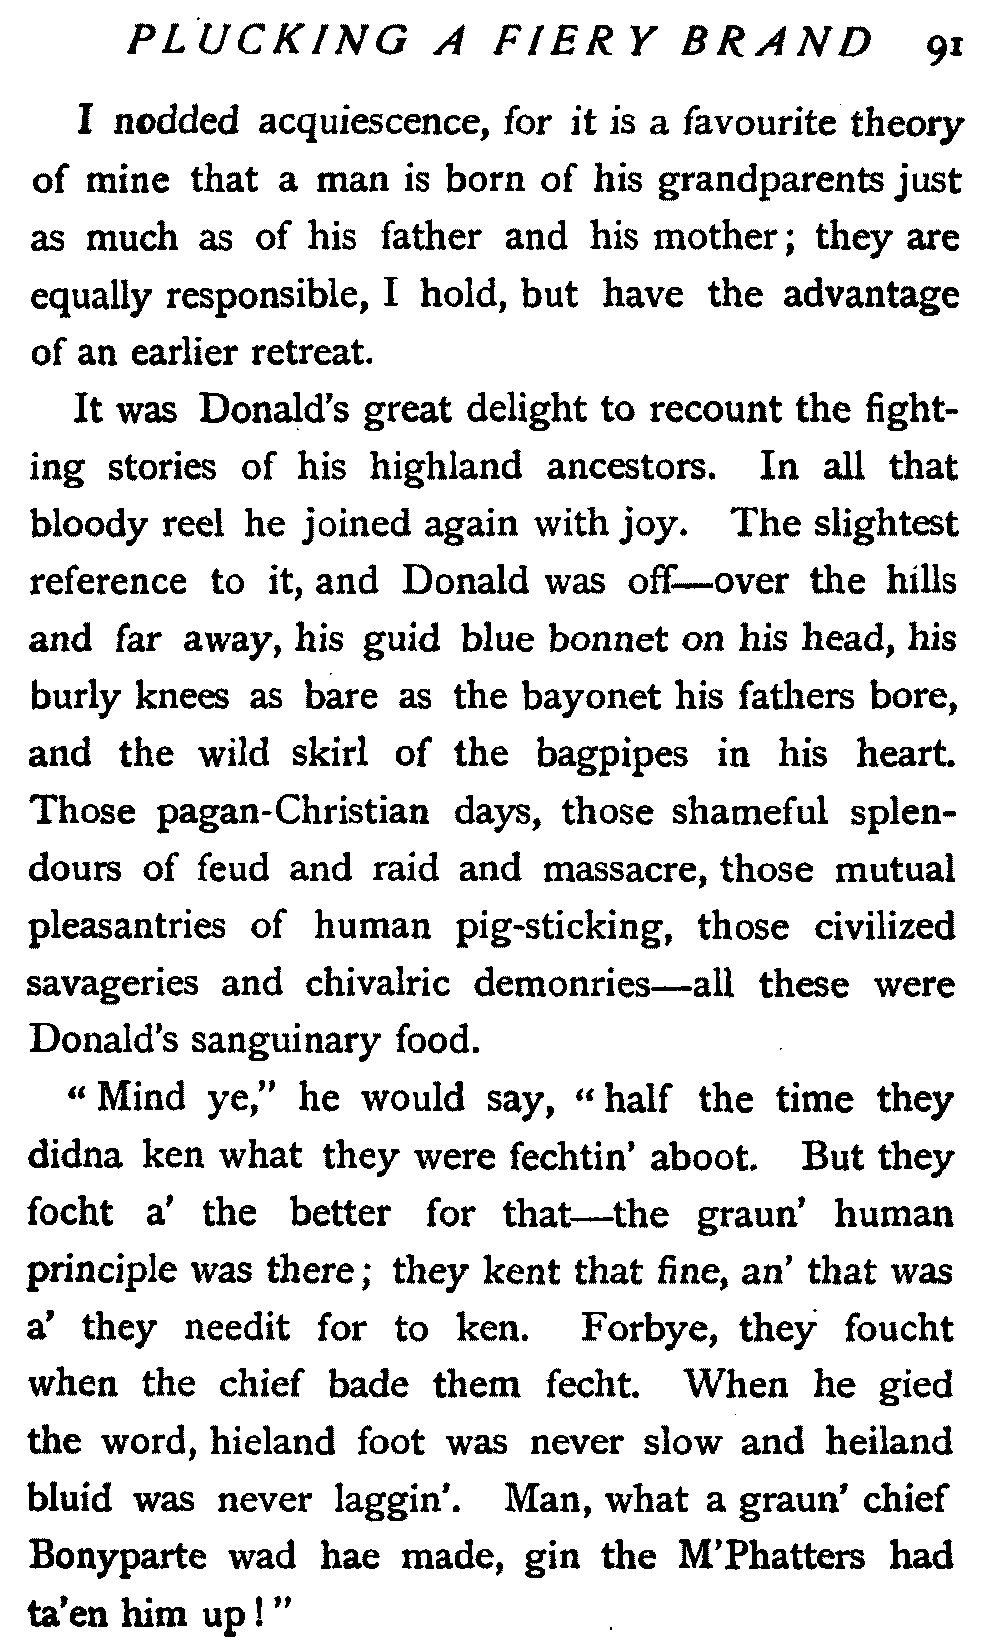 PLUCKING A FIERY BRAND 91
I nodded acquiescence, for it is a favourite theory
of mine that a man is born of his grandparents just
as much as of his father and his mother; they are
equally responsible, I hold, but have the advantage
of an earlier retreat.
It was Donald's great delight to recount the fight-
ing stories of his highland ancestors. In all that
bloody reel he joined again with joy. The slightest
reference to it, and Donald was off—over the hills
and far away, his guid blue bonnet on his head, his
burly knees as bare as the bayonet his fathers bore,
and the wild skirl of the bagpipes in his heart.
Those pagan-Christian days, those shameful splen-
dours of feud and raid and massacre, those mutual
pleasantries of human pig-sticking, those civilized
savageries and chivalric demonries—all these were
Donald's sanguinary food.
"Mind ye," he would say, "half the time they
didna ken what they were fechtin' aboot. But they
focht a' the better for that—the graun' human
principle was there; they kent that fine, an' that was
a' they needit for to ken. Forbye, they foucht
when the chief bade them fecht. When he gied
the word, hieland foot was never slow and heiland
bluid was never laggin'. Man, what a graun' chief
Bonyparte wad hae made, gin the M'Phatters had
ta'en him up!"